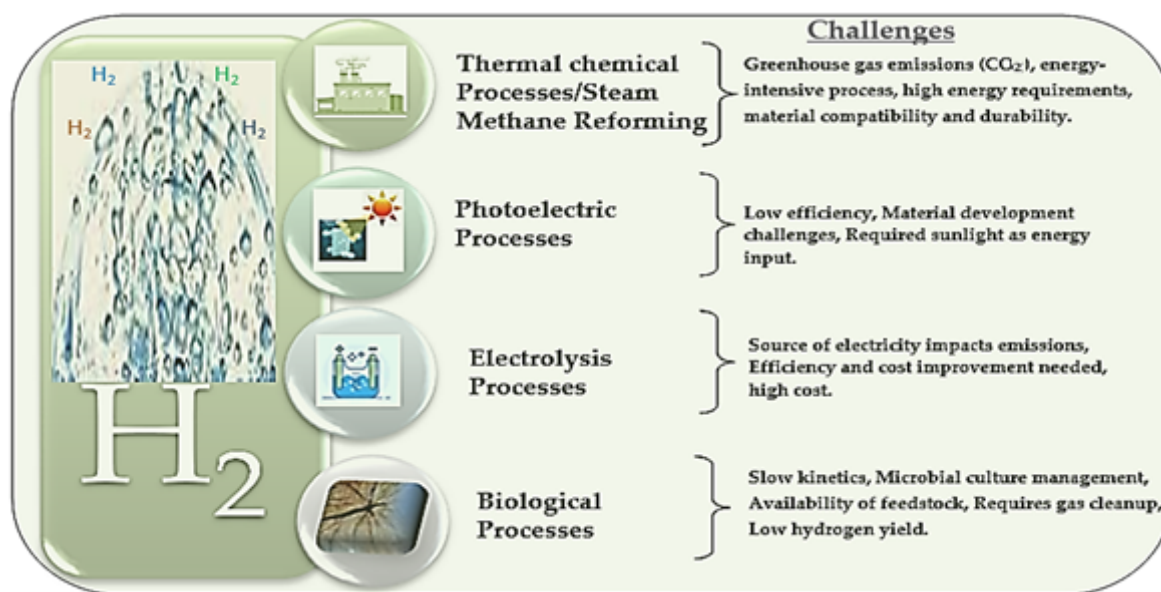 Challenges
H₂
H₂
H₂
H₂
H₂
Thermal chemical
Processes/Steam
Methane Reforming
Greenhouse gas emissions (CO₂), energy-
intensive process, high energy requirements,
material compatibility and durability.
Photoelectric
Processes
Low efficiency, Material development
challenges, Required sunlight as energy
input.
Electrolysis
Processes
Source of electricity impacts emissions,
Efficiency and cost improvement needed,
high cost.
Biological
Processes
Slow kinetics, Microbial culture management,
Availability of feedstock, Requires gas cleanup,
Low hydrogen yield.